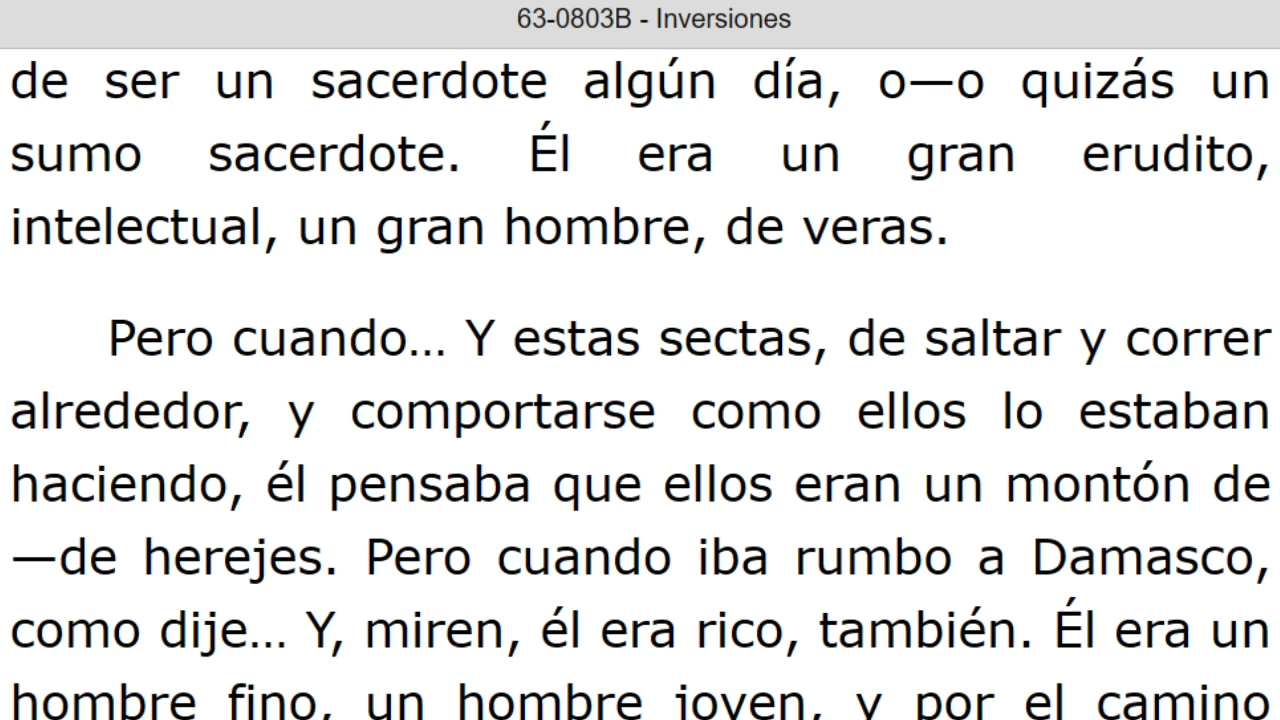 63-0803B - Inversiones
de ser un sacerdote algún día, o—o quizás un
sumo sacerdote. Él era un gran erudito,
intelectual, un gran hombre, de veras.
Pero cuando… Y estas sectas, de saltar y correr
alrededor, y comportarse como ellos lo estaban
haciendo, él pensaba que ellos eran un montón de
—de herejes. Pero cuando iba rumbo a Damasco,
como dije… Y, miren, él era rico, también. Él era un
hombre fino, un hombre joven, y por el camino